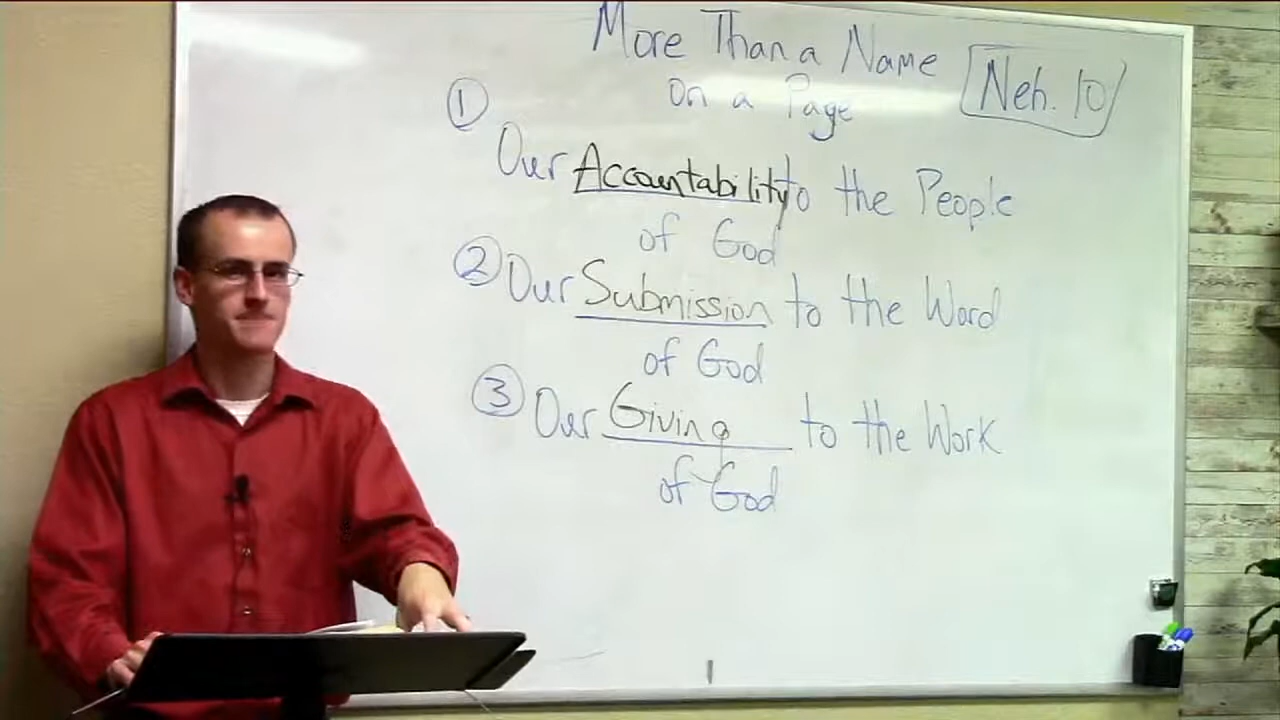 More Than a Name
on a Page
Neh. 10
①
Our Accountability to the People
of God
② Our Submission to the Word
of God
③ Our Giving to the Work
of God